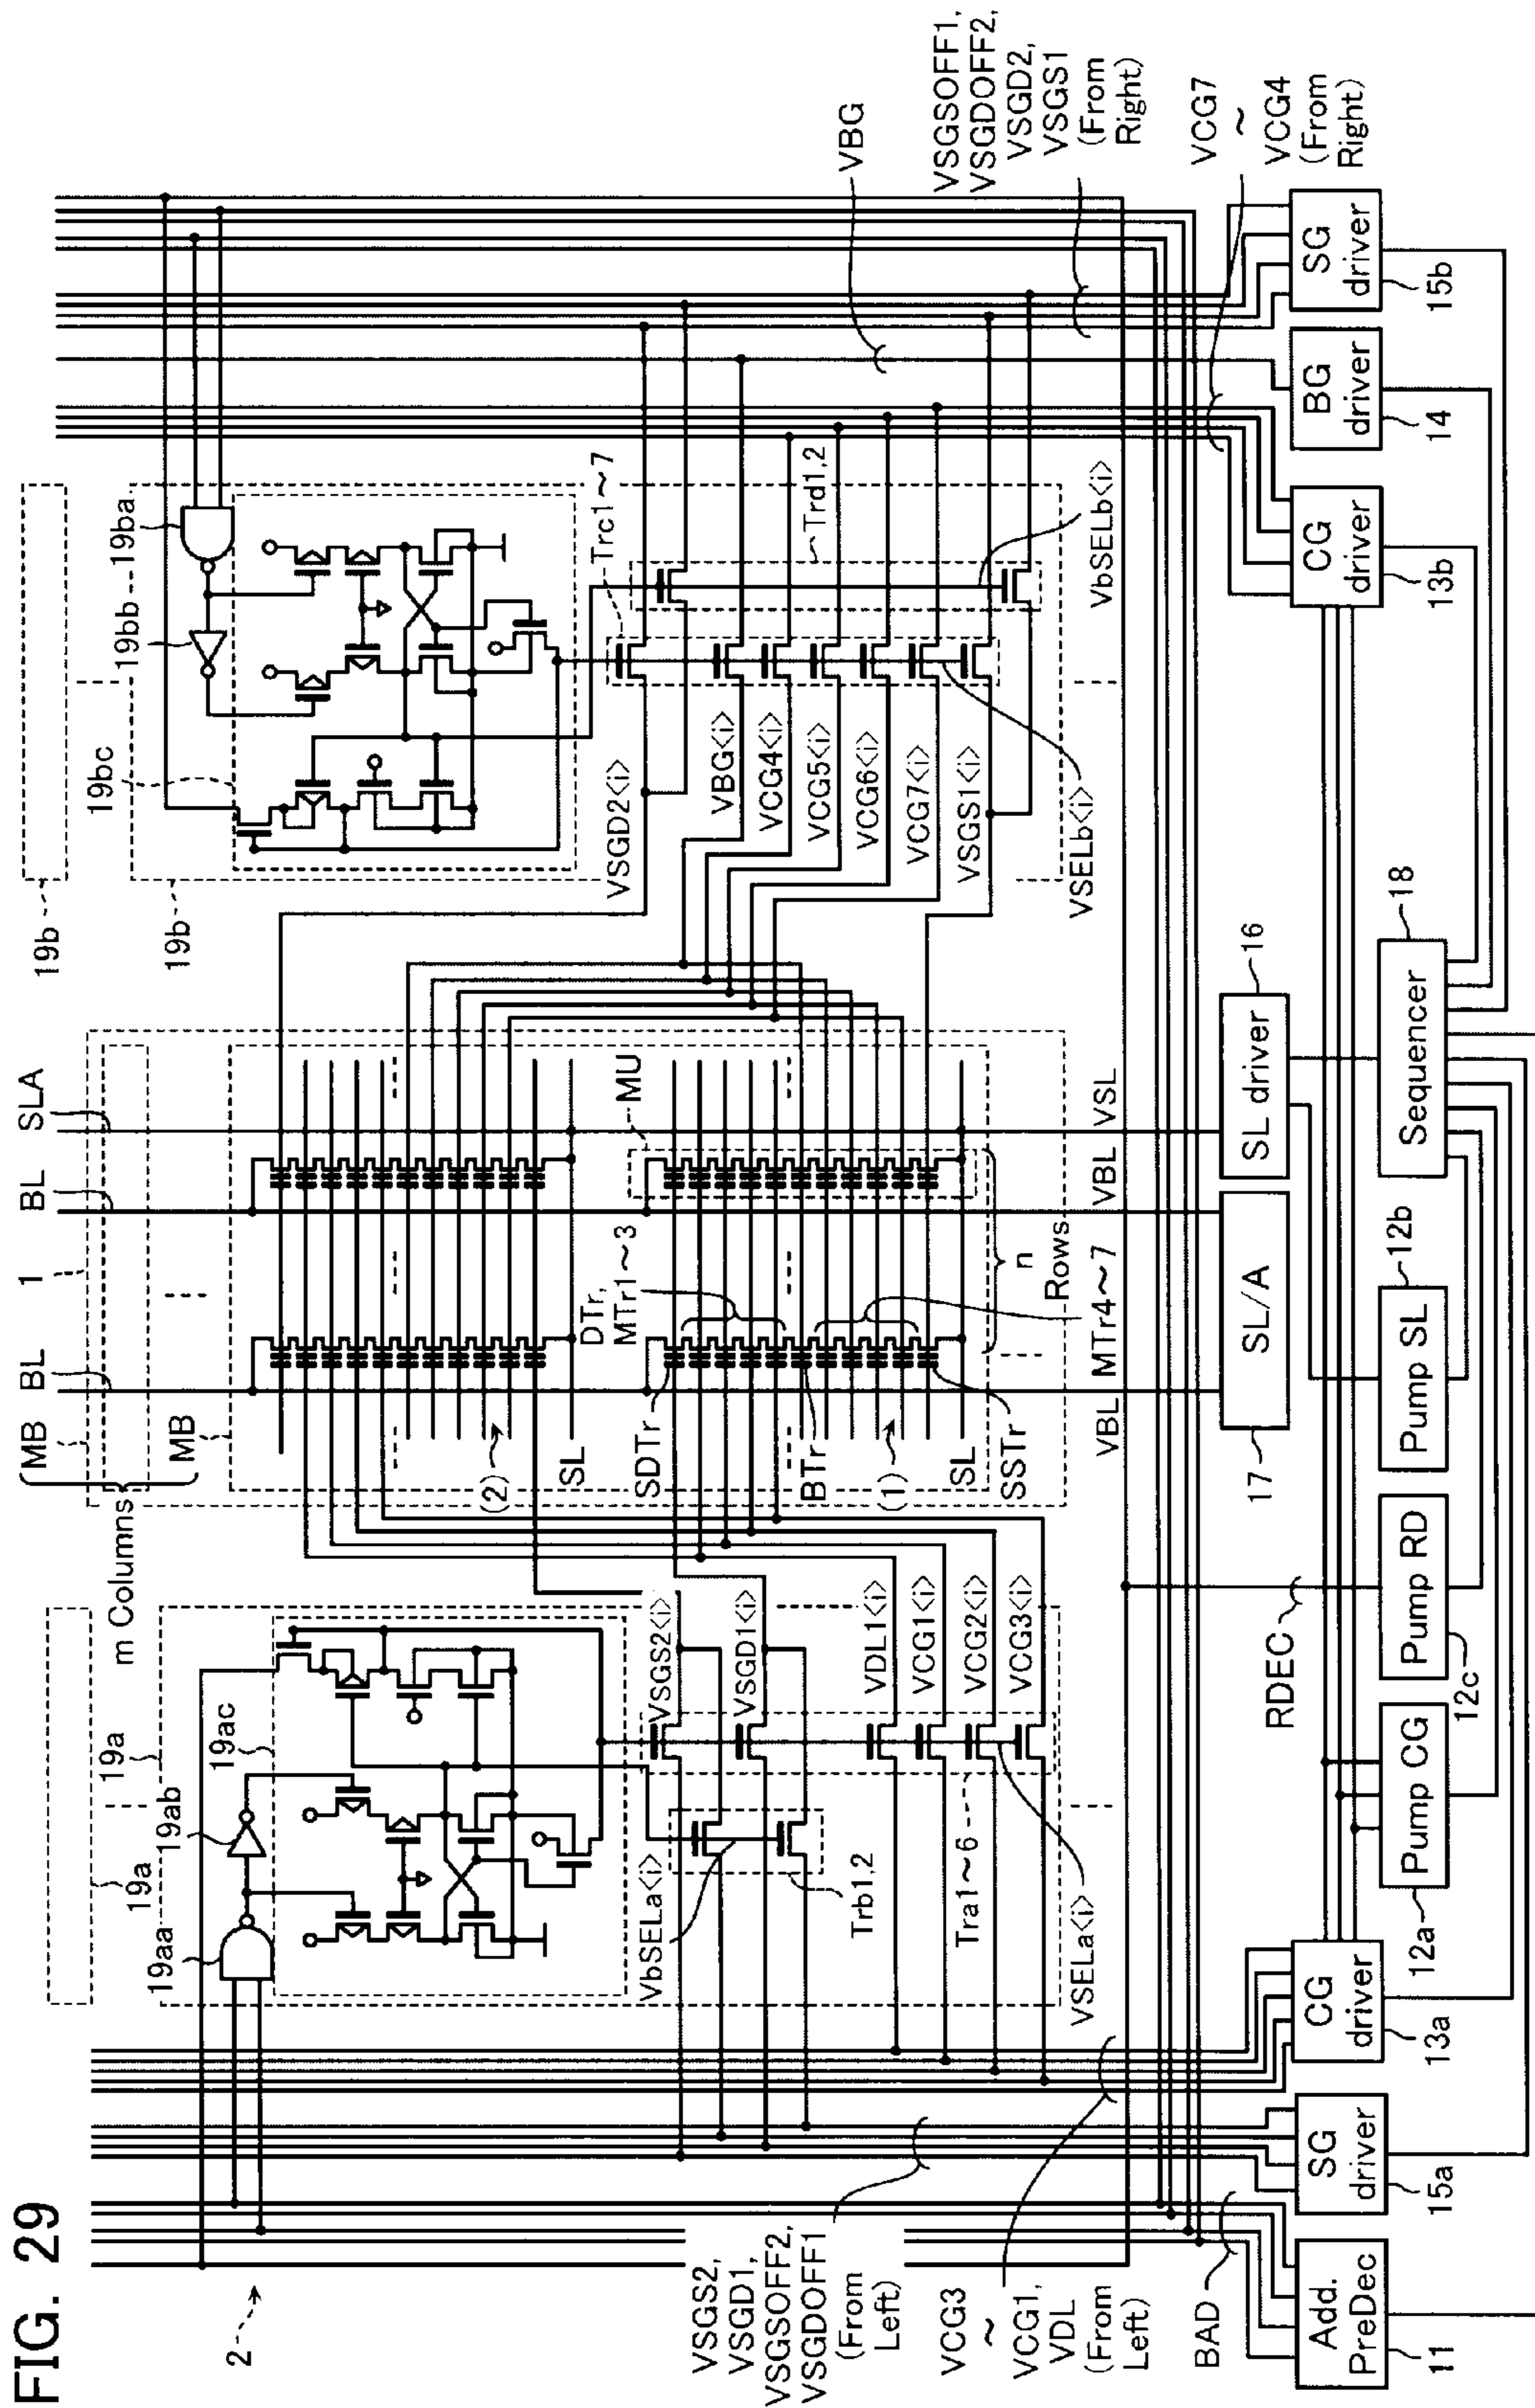 FIG. 29
2
19a
19a
19aa
19ab
19ac
m Columns
MB
MB
BL
1
BL
SLA
19b
19b
19bc
19bb
19ba
VbSELa<i>
Trb1,2
Tra1~6
VSELa<i>
VSGS2<i>
VSGD1<i>
VDL1<i>
VCG1<i>
VCG2<i>
VCG3<i>
(2)
SL
SDTr
BTr
(1)
SL
SSTr
DTr,
MTr1~3
MU
n
Rows
MTr4~7
VBL
VBL
VSL
VSGD2<i>
VBG<i>
VCG4<i>
VCG5<i>
VCG6<i>
VCG7<i>
VSGS1<i>
VSELb<i>
Trc1~7
Trd1,2
VbSELb<i>
VBG
VSGSOFF1,
VSGDOFF2,
VSGD2,
VSGS1
(From
Right)
VCG7
~
VCG4
(From
Right)
VSGS2,
VSGD1,
VSGSOFF2,
VSGDOFF1
(From
Left)
VCG3
~
VCG1,
VDL
(From
Left)
BAD
RDEC
Add.
PreDec
11
SG
driver
15a
CG
driver
13a
Pump CG
12a
Pump RD
12c
Pump SL
12b
SL/A
17
SL driver
16
Sequencer
18
CG
driver
13b
BG
driver
14
SG
driver
15b